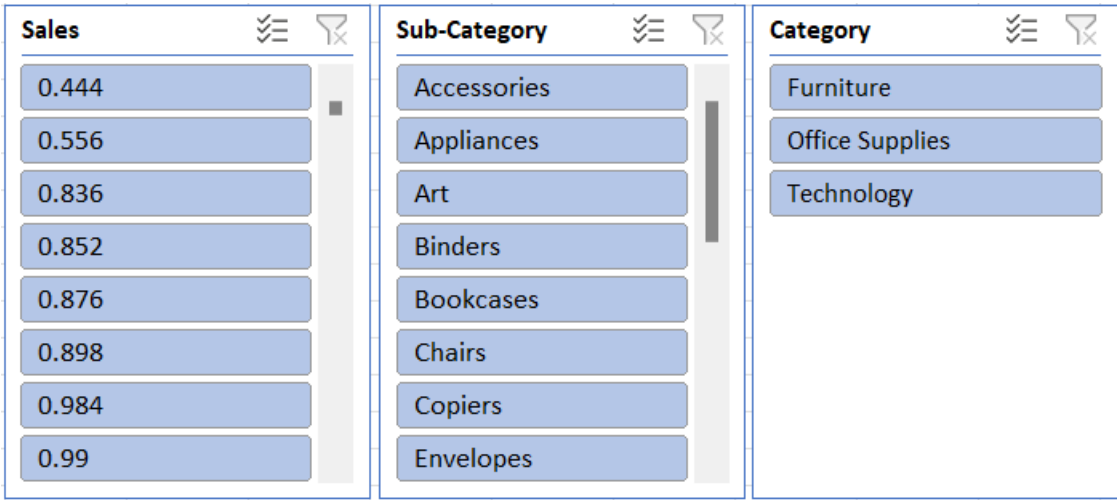 Sales
0.444
0.556
0.836
0.852
0.876
0.898
0.984
0.99
Sub-Category
Accessories
Appliances
Art
Binders
Bookcases
Chairs
Copiers
Envelopes
Category
Furniture
Office Supplies
Technology